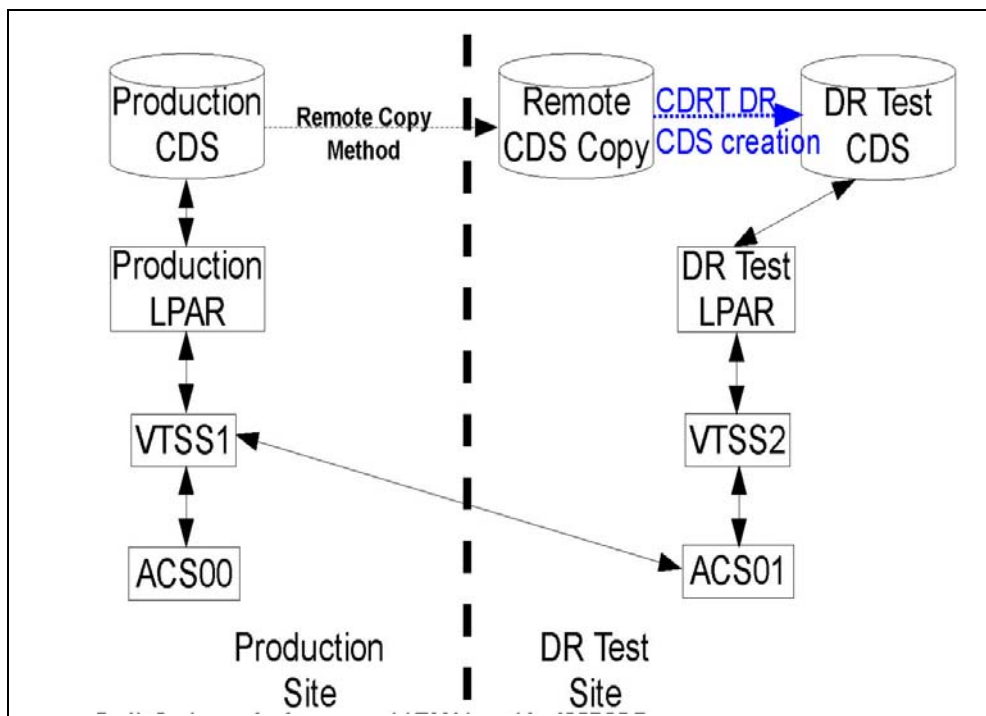 Production
CDS
Remote Copy
Method
Remote
CDS Copy
CDRT DR
CDS creation
DR Test
CDS
Production
LPAR
DR Test
LPAR
VTSS1
VTSS2
ACS00
ACS01
Production
Site
DR Test
Site